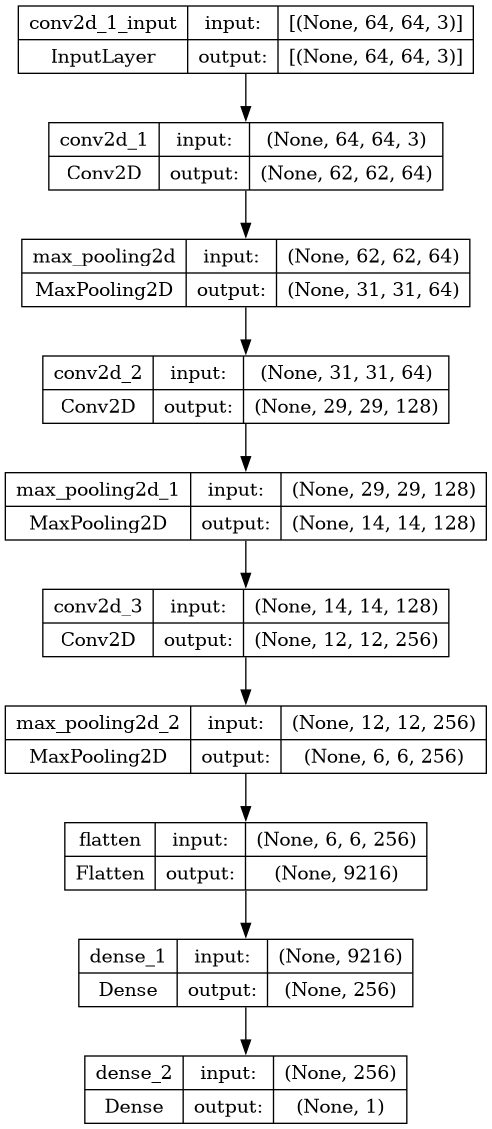 conv2d_1_input input: [(None, 64, 64, 3)]
InputLayer output: [(None, 64, 64, 3)]
conv2d_1 input: (None, 64, 64, 3)
Conv2D output: (None, 62, 62, 64)
max_pooling2d input: (None, 62, 62, 64)
MaxPooling2D output: (None, 31, 31, 64)
conv2d_2 input: (None, 31, 31, 64)
Conv2D output: (None, 29, 29, 128)
max_pooling2d_1 input: (None, 29, 29, 128)
MaxPooling2D output: (None, 14, 14, 128)
conv2d_3 input: (None, 14, 14, 128)
Conv2D output: (None, 12, 12, 256)
max_pooling2d_2 input: (None, 12, 12, 256)
MaxPooling2D output: (None, 6, 6, 256)
flatten input: (None, 6, 6, 256)
Flatten output: (None, 9216)
dense_1 input: (None, 9216)
Dense output: (None, 256)
dense_2 input: (None, 256)
Dense output: (None, 1)